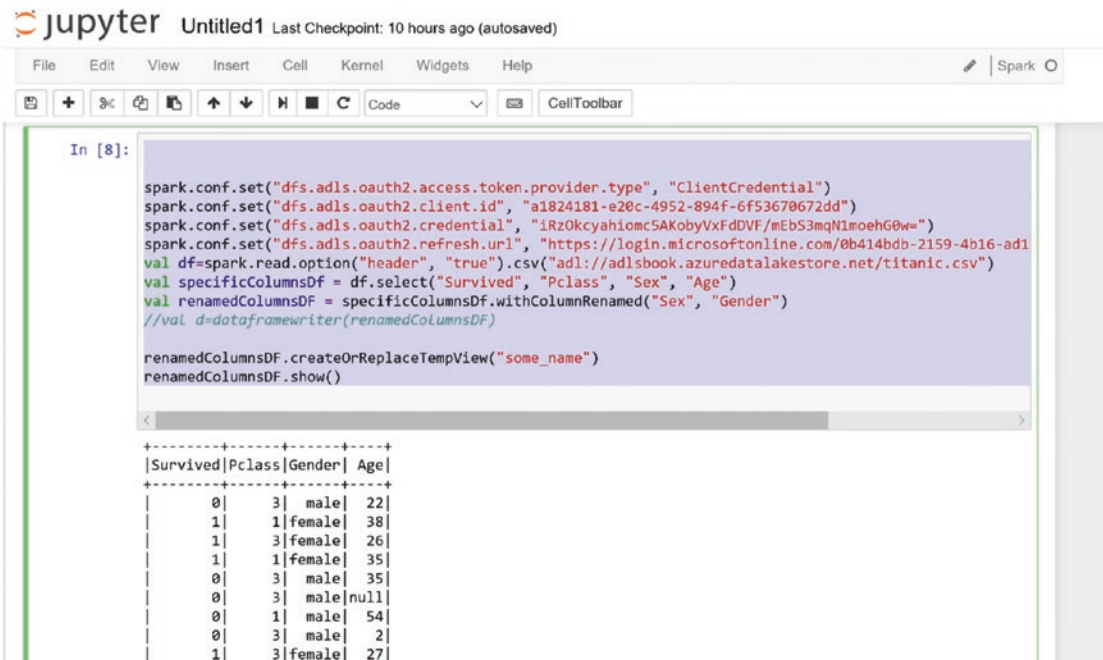 jupyter Untitled1 Last Checkpoint: 10 hours ago (autosaved)
File Edit View Insert Cell Kernel Widgets Help Spark
Code CellToolbar
In [8]:
spark.conf.set("dfs.adls.oauth2.access.token.provider.type", "ClientCredential")
spark.conf.set("dfs.adls.oauth2.client.id", "a1824181-e20c-4952-894f-6f53670672dd")
spark.conf.set("dfs.adls.oauth2.credential", "iRzOkcyahiomc5AKobyVxFdDVF/mEbS3mqN1moehG0w=")
spark.conf.set("dfs.adls.oauth2.refresh.url", "https://login.microsoftonline.com/0b414bdb-2159-4b16-ad1
val df=spark.read.option("header", "true").csv("adl://adlsbook.azuredatalakestore.net/titanic.csv")
val specificColumnsDf = df.select("Survived", "Pclass", "Sex", "Age")
val renamedColumnsDF = specificColumnsDf.withColumnRenamed("Sex", "Gender")
//val d=dataframewriter(renamedColumnsDF)
renamedColumnsDF.createOrReplaceTempView("some_name")
renamedColumnsDF.show()
+--------+------+------+----+
|Survived|Pclass|Gender| Age|
+--------+------+------+----+
|       0|     3|  male|  22|
|       1|     1|female|  38|
|       1|     3|female|  26|
|       1|     1|female|  35|
|       0|     3|  male|  35|
|       0|     3|  male|null|
|       0|     1|  male|  54|
|       0|     3|  male|   2|
|       1|     3|female|  27|